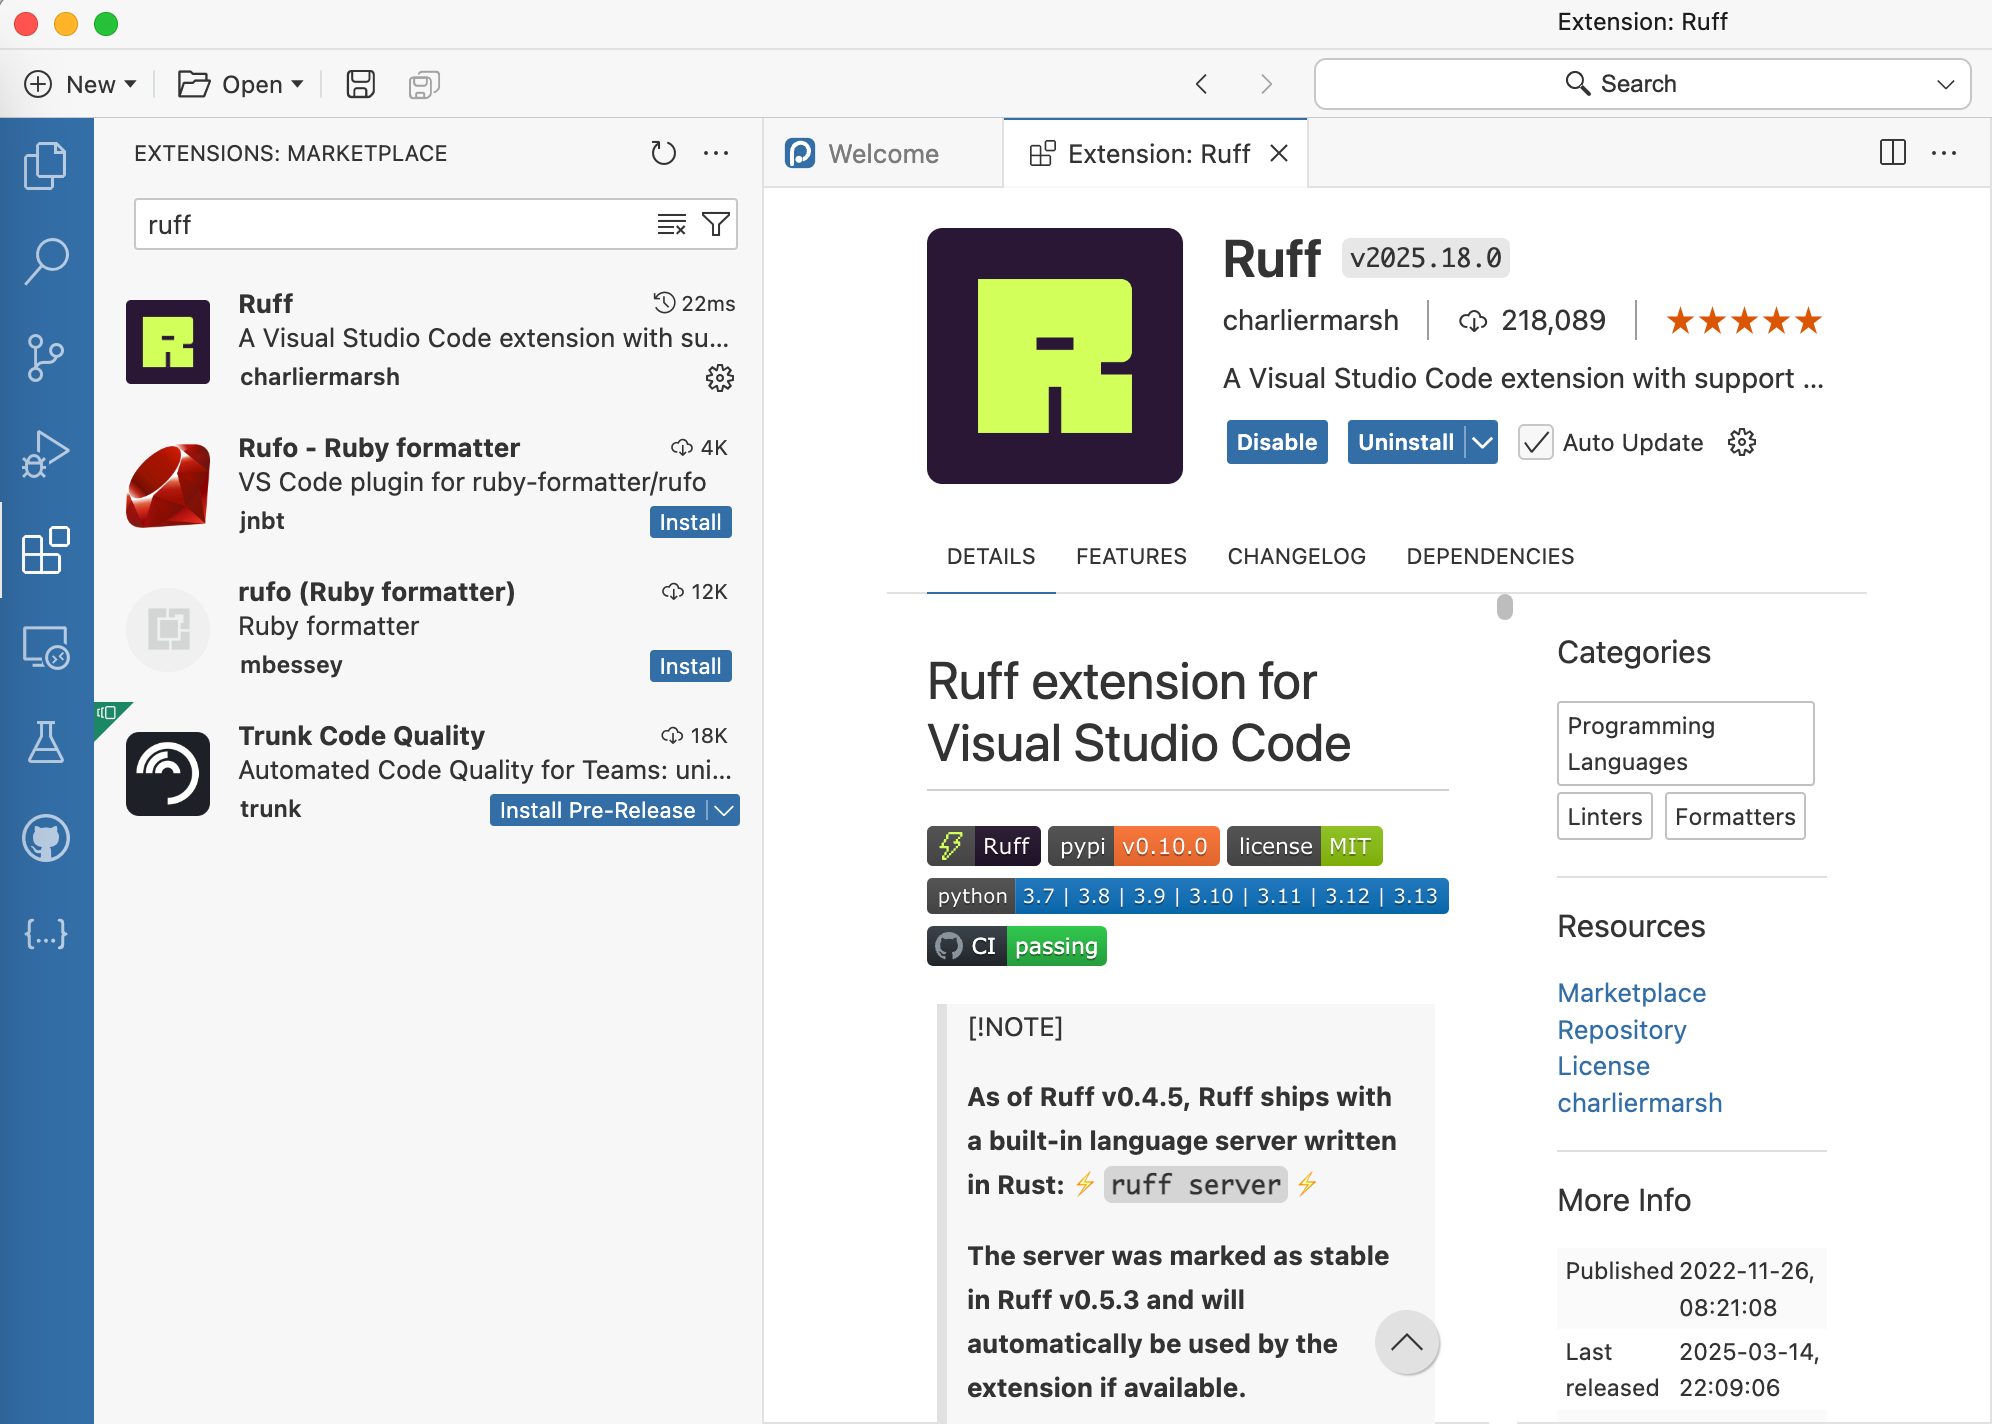 Extension: Ruff
New
Open
Search
EXTENSIONS: MARKETPLACE
ruff
Ruff
22ms
A Visual Studio Code extension with su...
charliermarsh
Rufo - Ruby formatter
4K
VS Code plugin for ruby-formatter/rufo
jnbt
Install
rufo (Ruby formatter)
12K
Ruby formatter
mbessey
Install
Trunk Code Quality
18K
Automated Code Quality for Teams: uni...
trunk
Install Pre-Release
Welcome
Extension: Ruff
Ruff v2025.18.0
charliermarsh
218,089
A Visual Studio Code extension with support ...
Disable
Uninstall
Auto Update
DETAILS
FEATURES
CHANGELOG
DEPENDENCIES
Ruff extension for
Visual Studio Code
Ruff
pypi v0.10.0
license MIT
python 3.7 | 3.8 | 3.9 | 3.10 | 3.11 | 3.12 | 3.13
CI passing
[!NOTE]
As of Ruff v0.4.5, Ruff ships with
a built-in language server written
in Rust: ⚡ ruff server ⚡
The server was marked as stable
in Ruff v0.5.3 and will
automatically be used by the
extension if available.
Categories
Programming
Languages
Linters
Formatters
Resources
Marketplace
Repository
License
charliermarsh
More Info
Published 2022-11-26,
08:21:08
Last 2025-03-14,
released 22:09:06